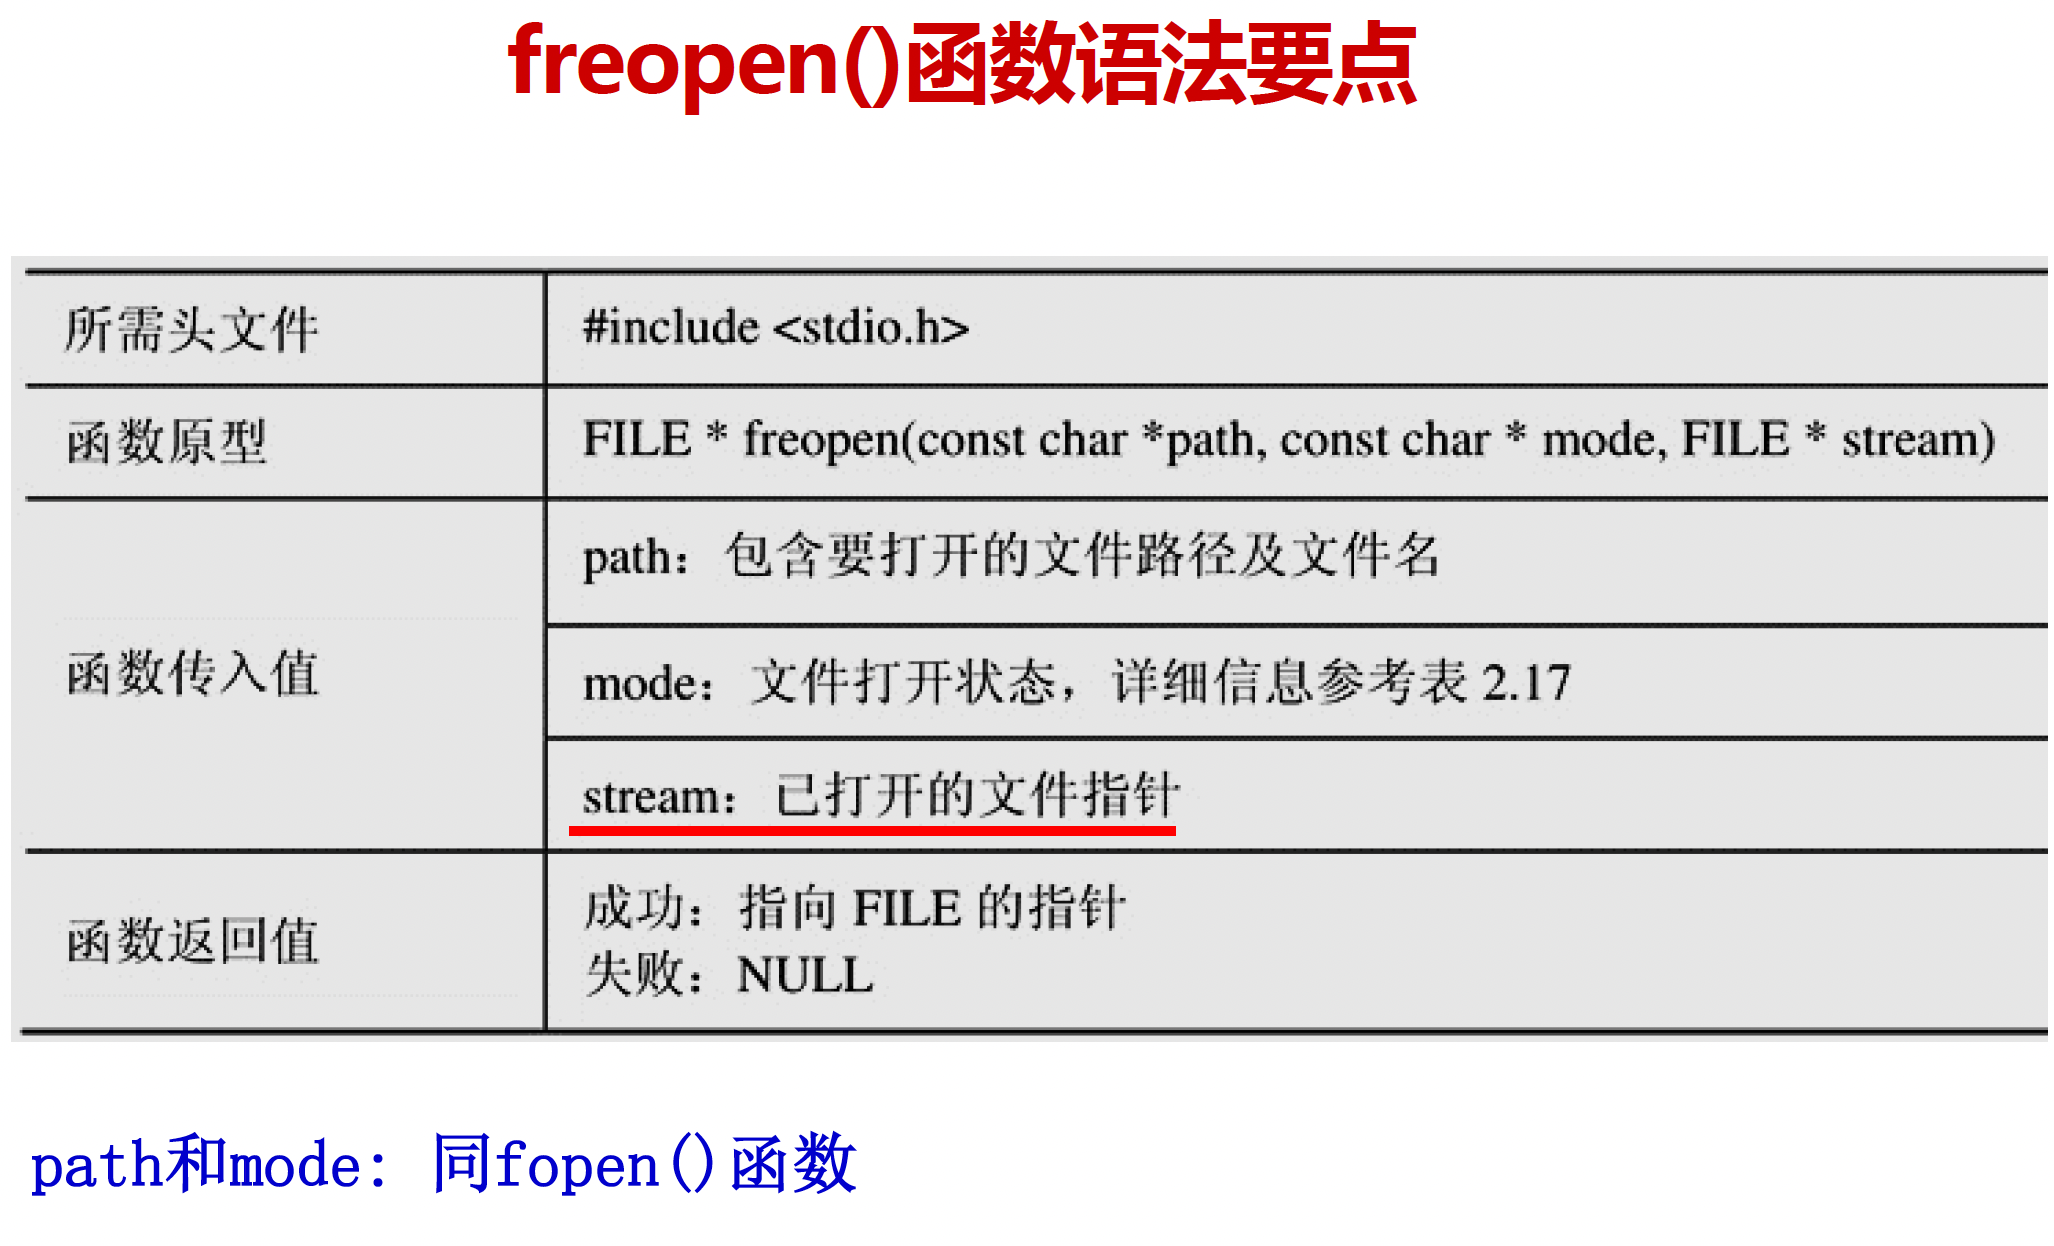 freopen()函数语法要点
所需头文件 #include <stdio.h>
函数原型 FILE * freopen(const char *path, const char * mode, FILE * stream)
path：包含要打开的文件路径及文件名
函数传入值 mode：文件打开状态，详细信息参考表 2.17
stream：已打开的文件指针
函数返回值 成功：指向 FILE 的指针
失败：NULL
path和mode: 同fopen()函数